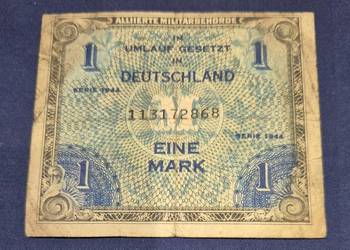 ALLIIERTE MILITÄRBEHÖRDE
1 IN UMLAUF GESETZT 1
IN
DEUTSCHLAND
SERIE 1944
113172868
SERIE 1944
EINE
MARK
1 1